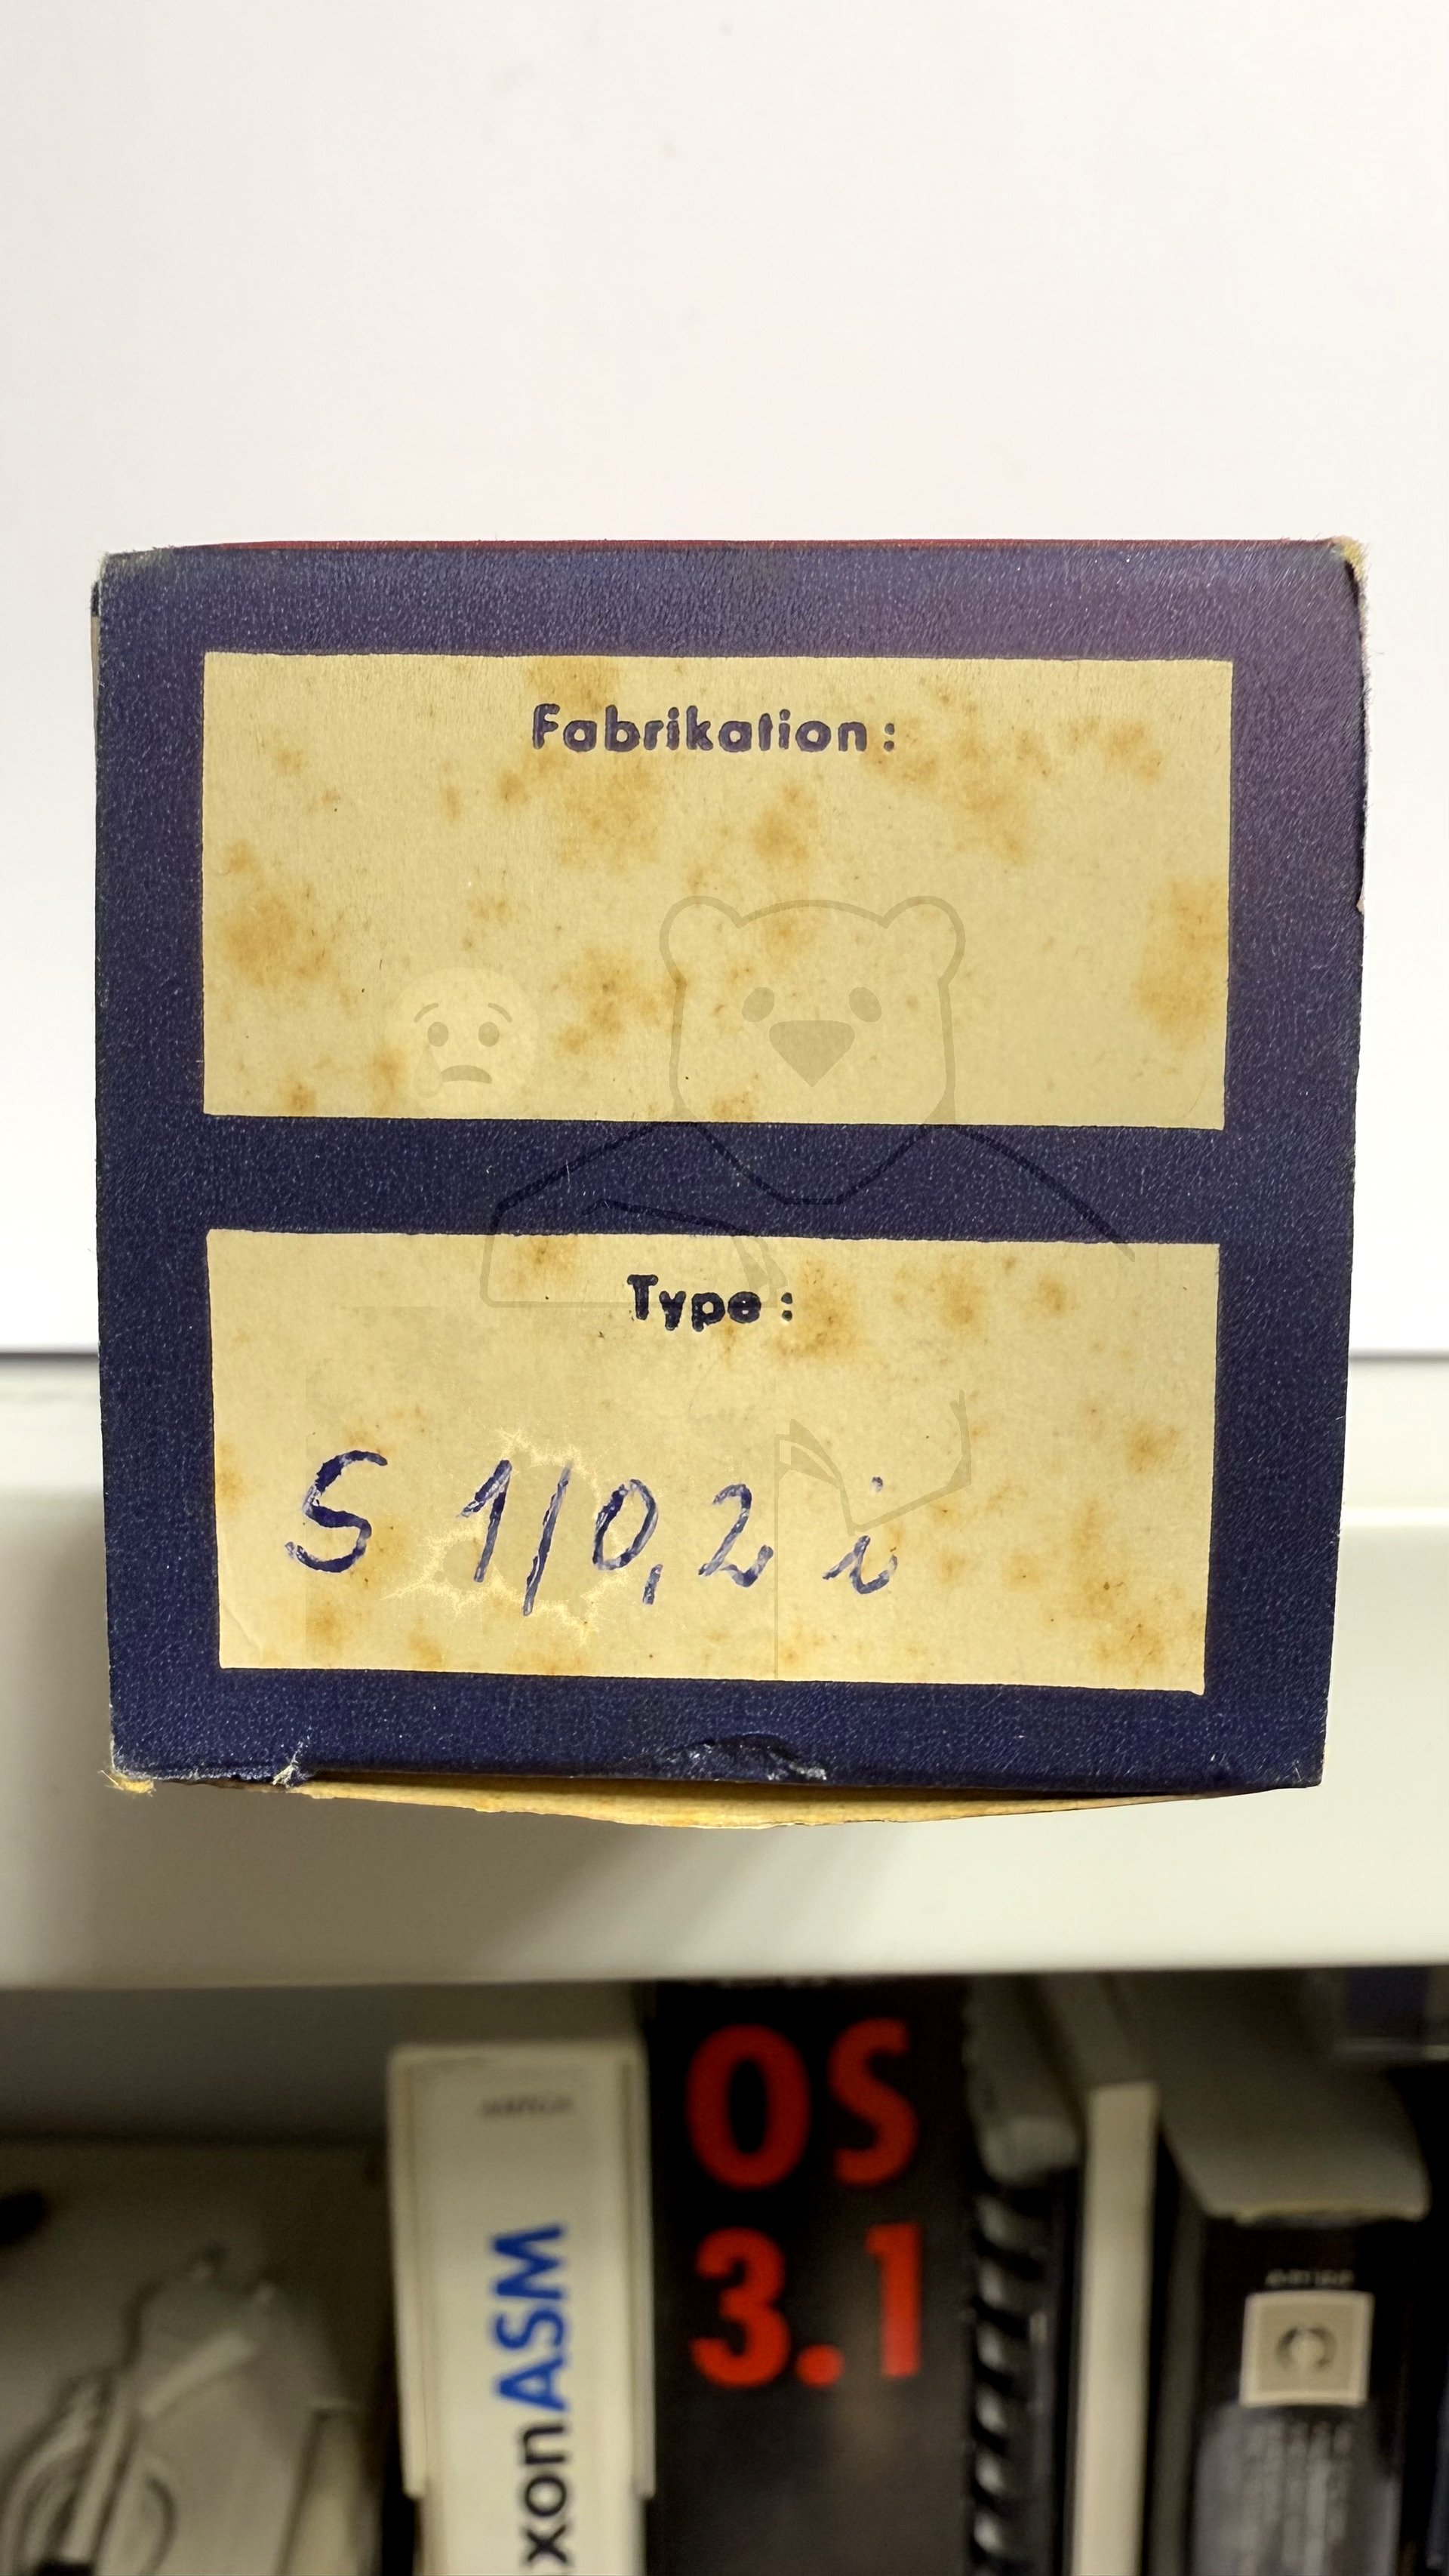 Fabrikation:
Type:
S 1/0,2 i
OS
3.1
xonASM